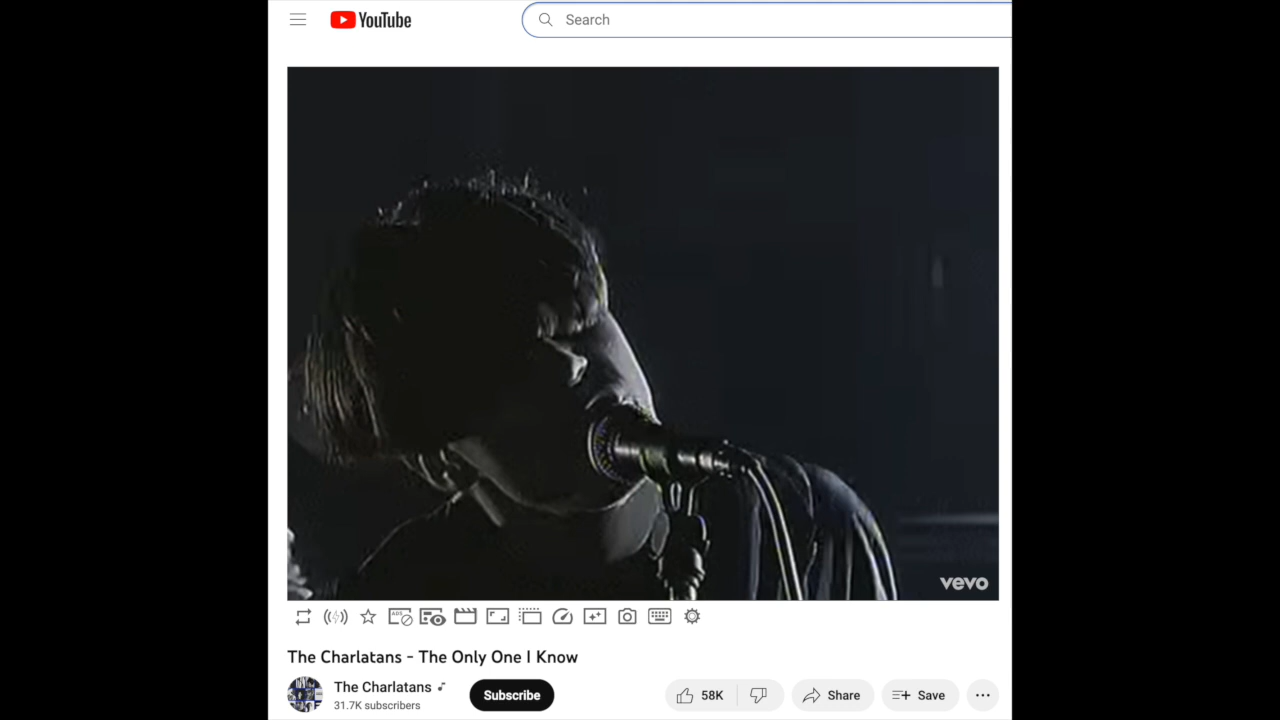 YouTube
Search
vevo
The Charlatans - The Only One I Know
The Charlatans
31.7K subscribers
Subscribe
58K
Share
Save